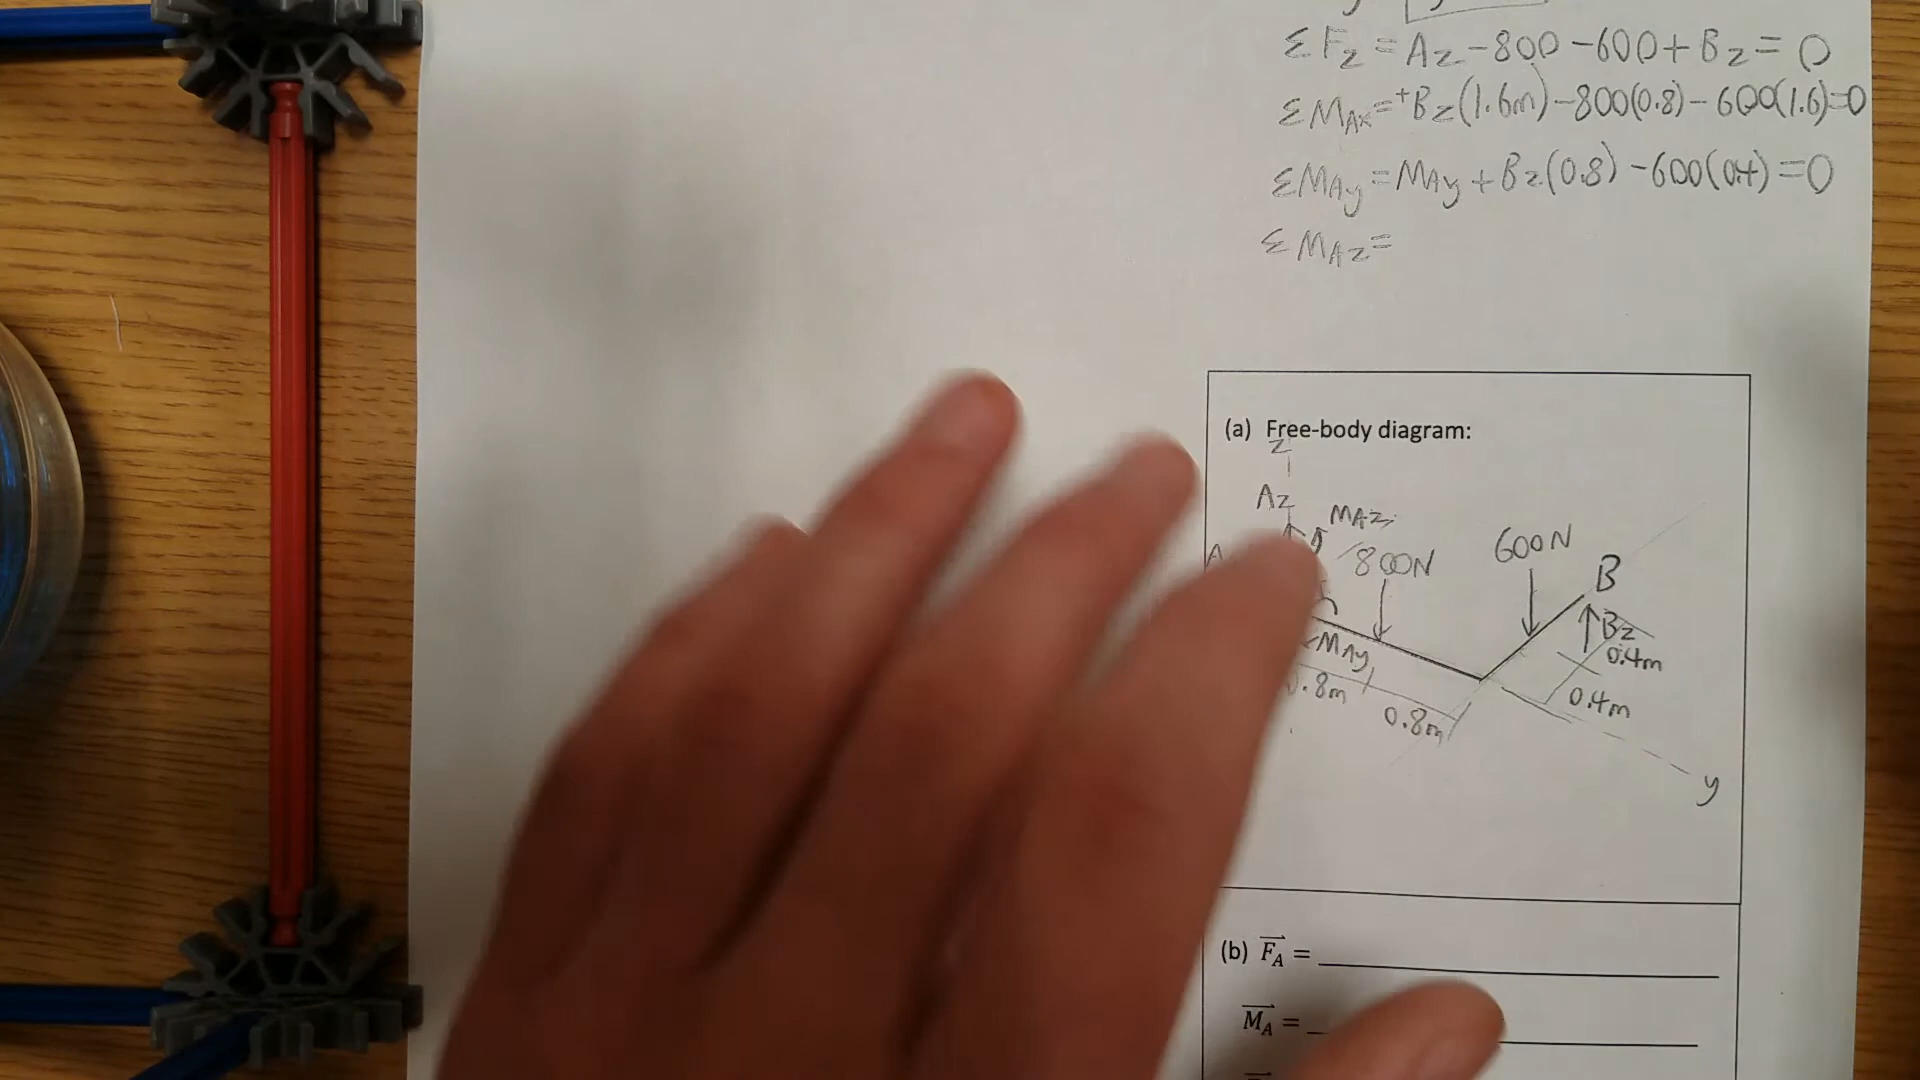 ΣFz = Az - 800 - 600 + Bz = 0
ΣMAx = +Bz(1.6m) - 800(0.8) - 600(1.6) = 0
ΣMAy = MAy + Bz(0.8) - 600(0.4) = 0
ΣMAz =
(a) Free-body diagram:
z
Az
MAz
A
800N
600N
B
Bz
MAy
0.4m
0.8m
0.4m
0.8m
y
(b) FA =
MA =